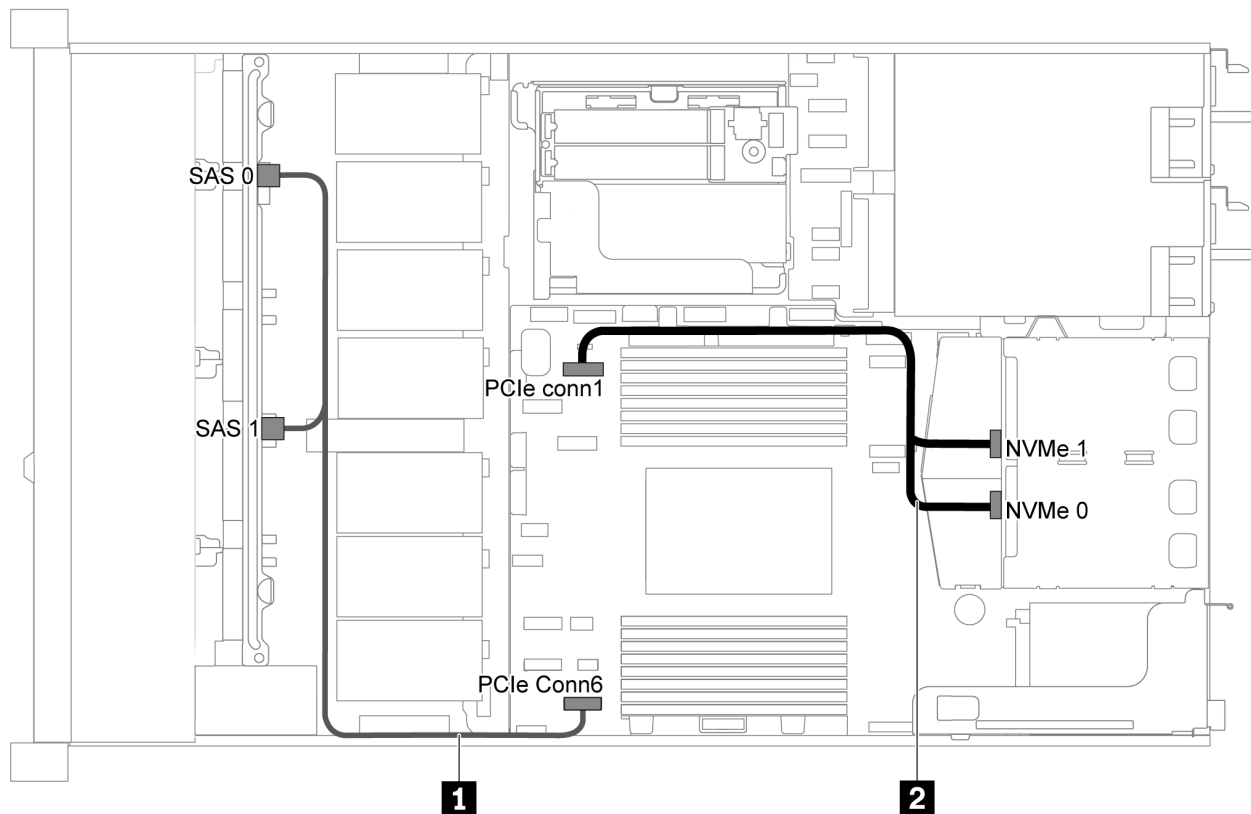 SAS 0
PCIe conn1
SAS 1
NVMe 1
NVMe 0
PCIe Conn6
1
2